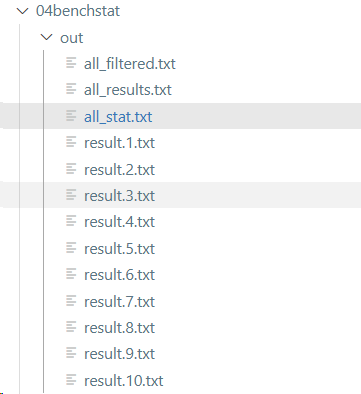 04benchstat
out
all_filtered.txt
all_results.txt
all_stat.txt
result.1.txt
result.2.txt
result.3.txt
result.4.txt
result.5.txt
result.6.txt
result.7.txt
result.8.txt
result.9.txt
result.10.txt